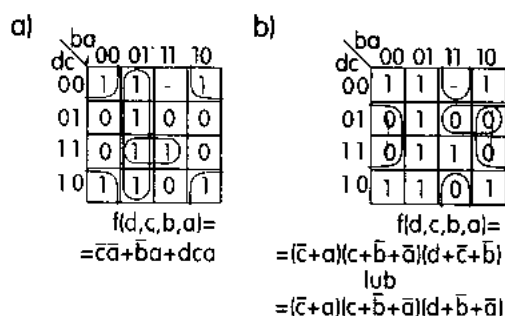 a)
ba
dc 00 01 11 10
00 1 1 - 1
01 0 1 0 0
11 0 1 1 0
10 1 1 0 1
f(d,c,b,a)=
=c̄ā+b̄a+dca
b)
ba
dc 00 01 11 10
00 1 1 - 1
01 0 1 0 0
11 0 1 1 0
10 1 1 0 1
f(d,c,b,a)=
=(c̄+a)(c+b̄+ā)(d+c̄+b̄)
lub
=(c̄+a)(c+b̄+ā)(d+b̄+ā)